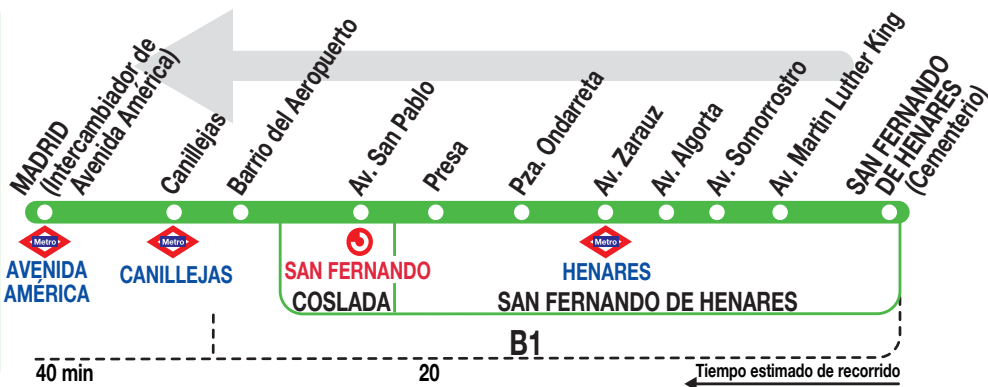 MADRID
(Intercambiador de
Avenida América)
Canillejas
Barrio del Aeropuerto
Av. San Pablo
Presa
Pza. Ondarreta
Av. Zarauz
Av. Algorta
Av. Somorrostro
Av. Martin Luther King
SAN FERNANDO
DE HENARES
(Cementerio)
Metro
AVENIDA
AMÉRICA
Metro
CANILLEJAS
SAN FERNANDO
Metro
HENARES
COSLADA
SAN FERNANDO DE HENARES
B1
40 min
20
Tiempo estimado de recorrido